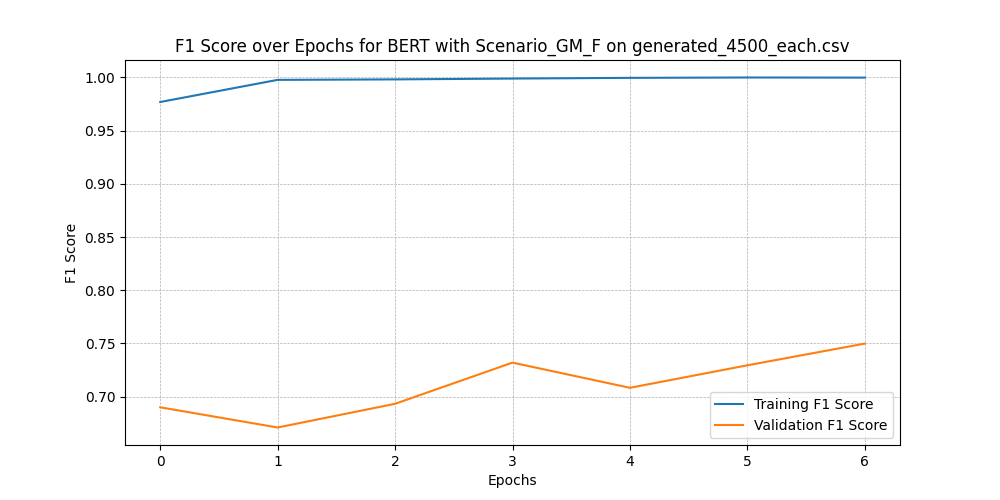 F1 Score over Epochs for BERT with Scenario_GM_F on generated_4500_each.csv
F1 Score
1.00
0.95
0.90
0.85
0.80
0.75
0.70
Training F1 Score
Validation F1 Score
0 1 2 3 4 5 6
Epochs